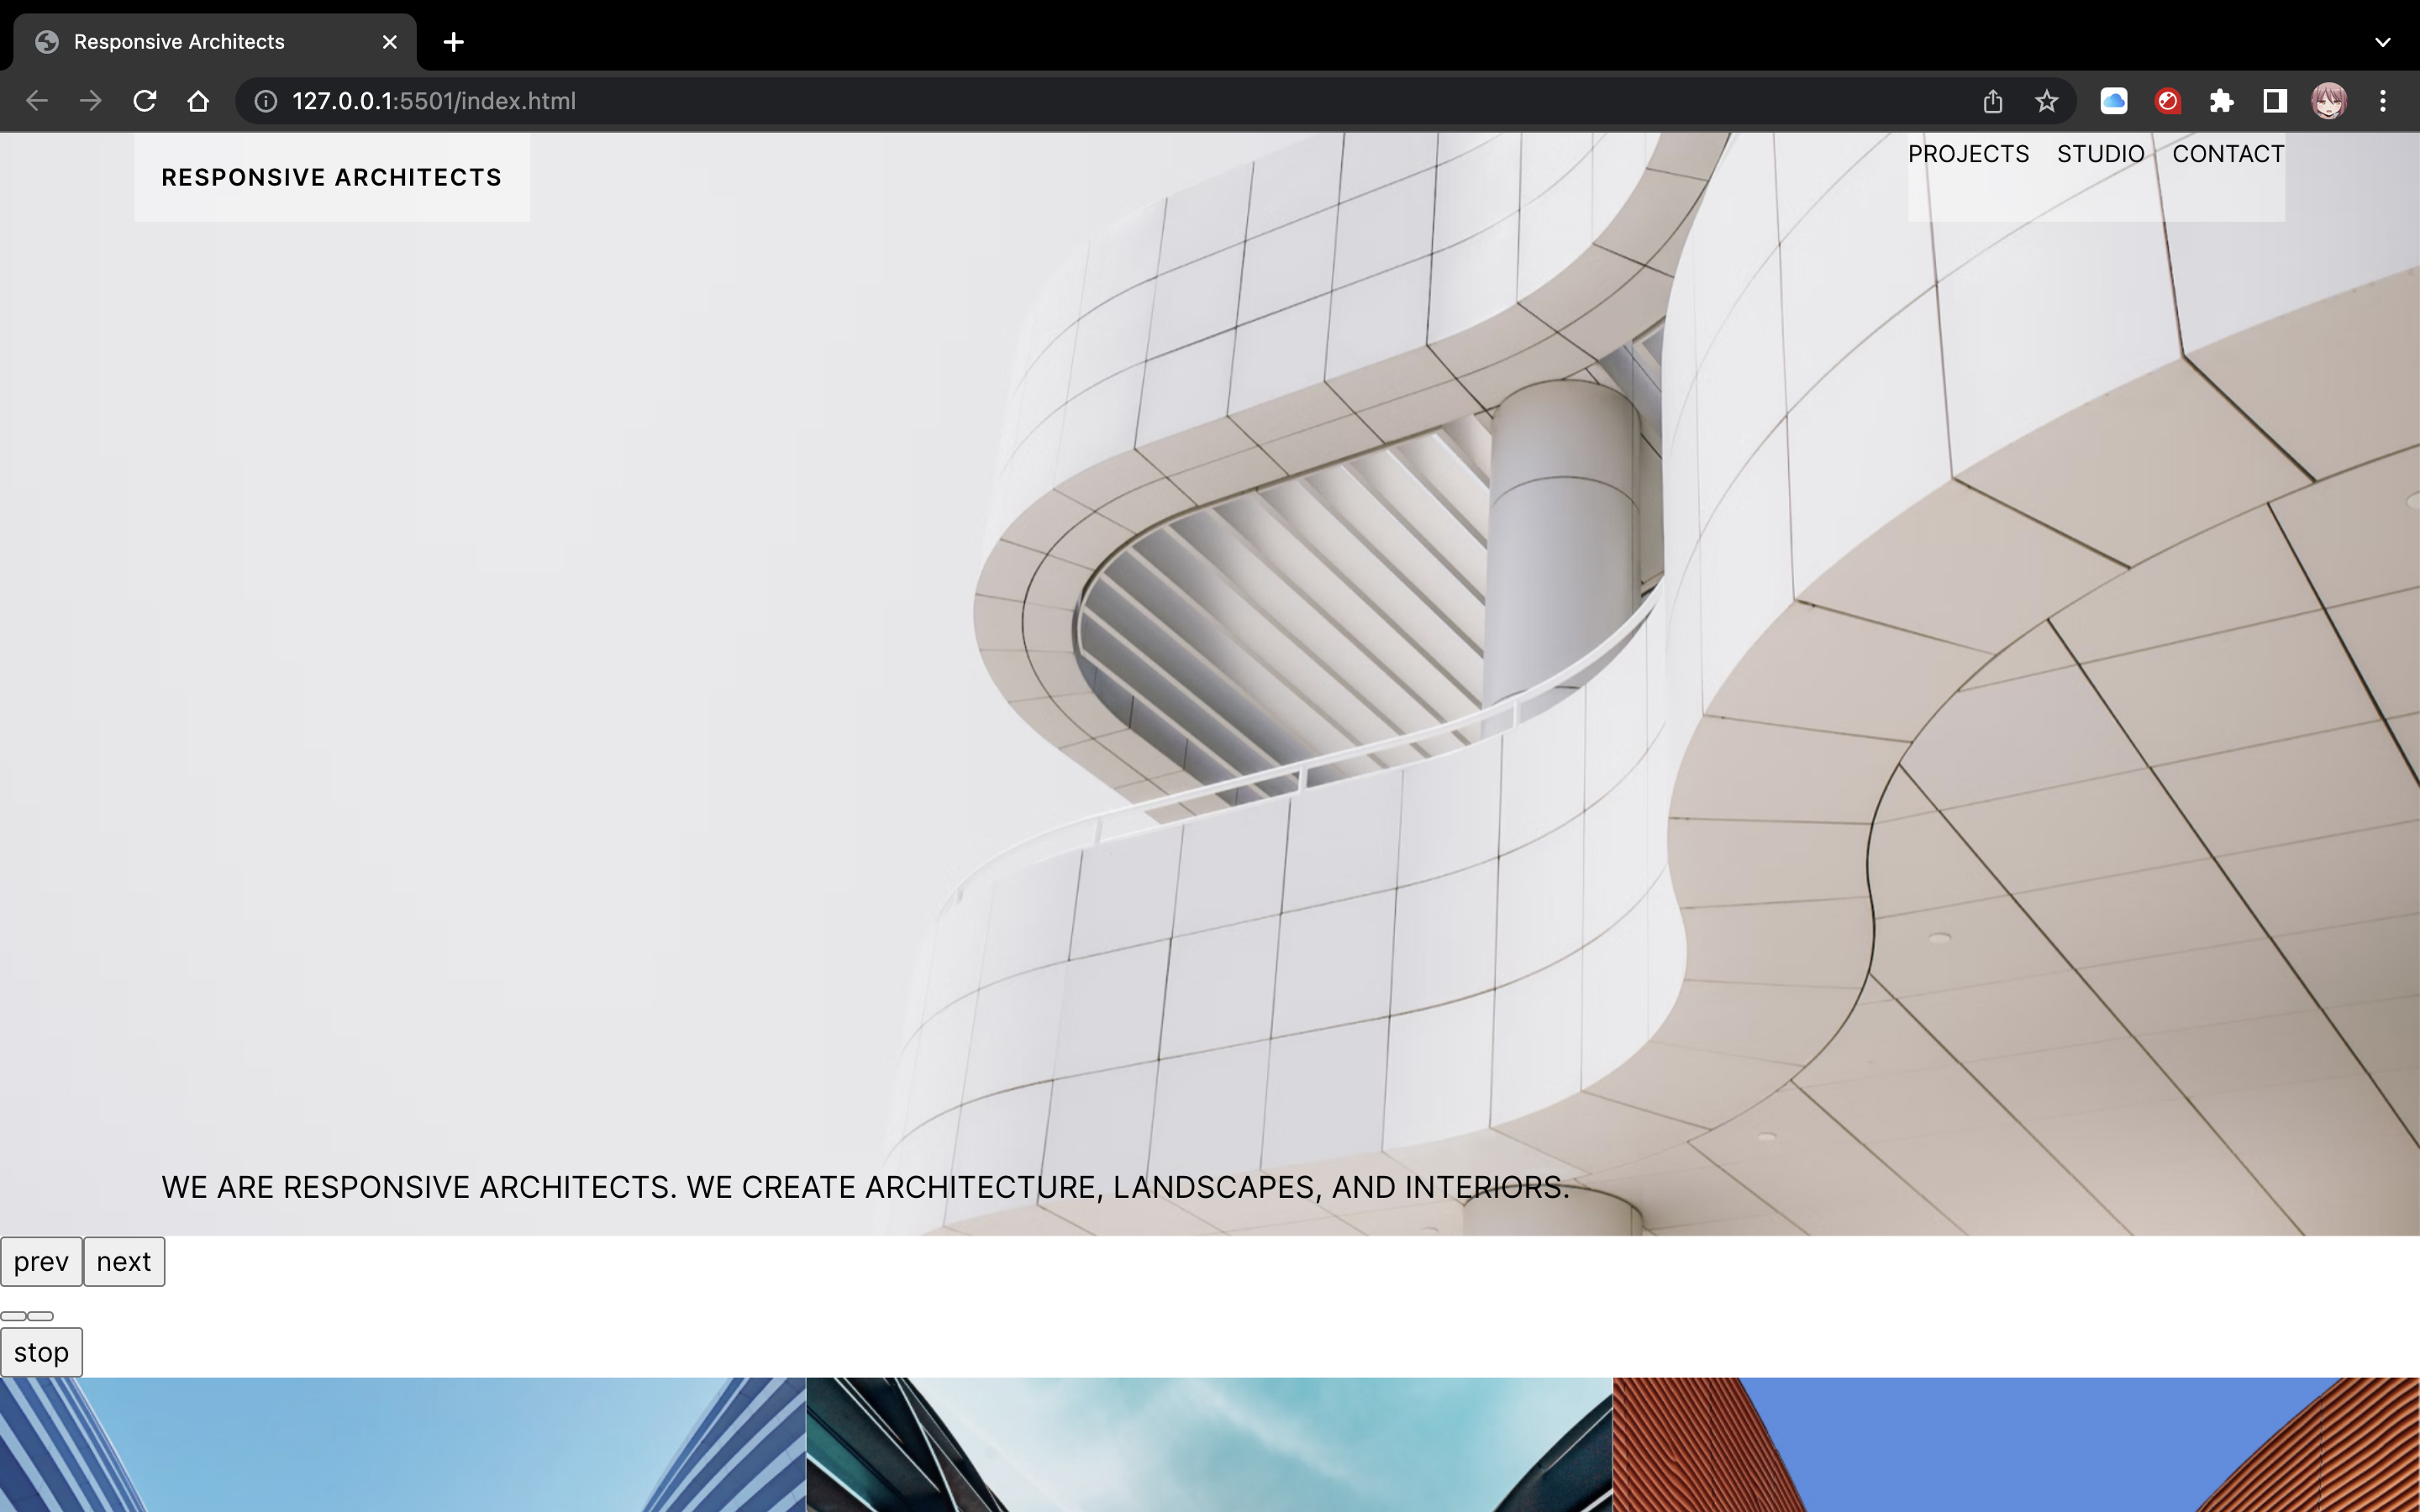 Responsive Architects
127.0.0.1:5501/index.html
RESPONSIVE ARCHITECTS
PROJECTS STUDIO CONTACT
WE ARE RESPONSIVE ARCHITECTS. WE CREATE ARCHITECTURE, LANDSCAPES, AND INTERIORS.
prev next
stop